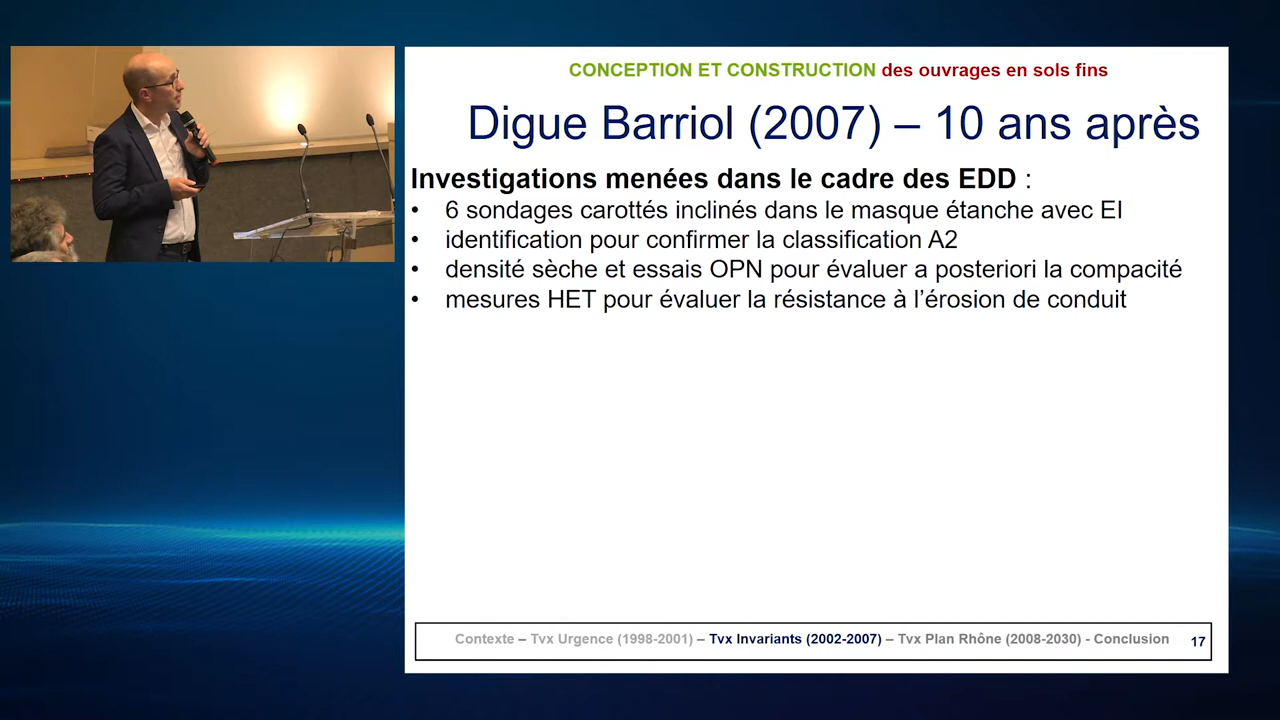 CONCEPTION ET CONSTRUCTION des ouvrages en sols fins
Digue Barriol (2007) – 10 ans après
Investigations menées dans le cadre des EDD :
• 6 sondages carottés inclinés dans le masque étanche avec EI
• identification pour confirmer la classification A2
• densité sèche et essais OPN pour évaluer a posteriori la compacité
• mesures HET pour évaluer la résistance à l’érosion de conduit
Contexte – Tvx Urgence (1998-2001) – Tvx Invariants (2002-2007) – Tvx Plan Rhône (2008-2030) - Conclusion 17